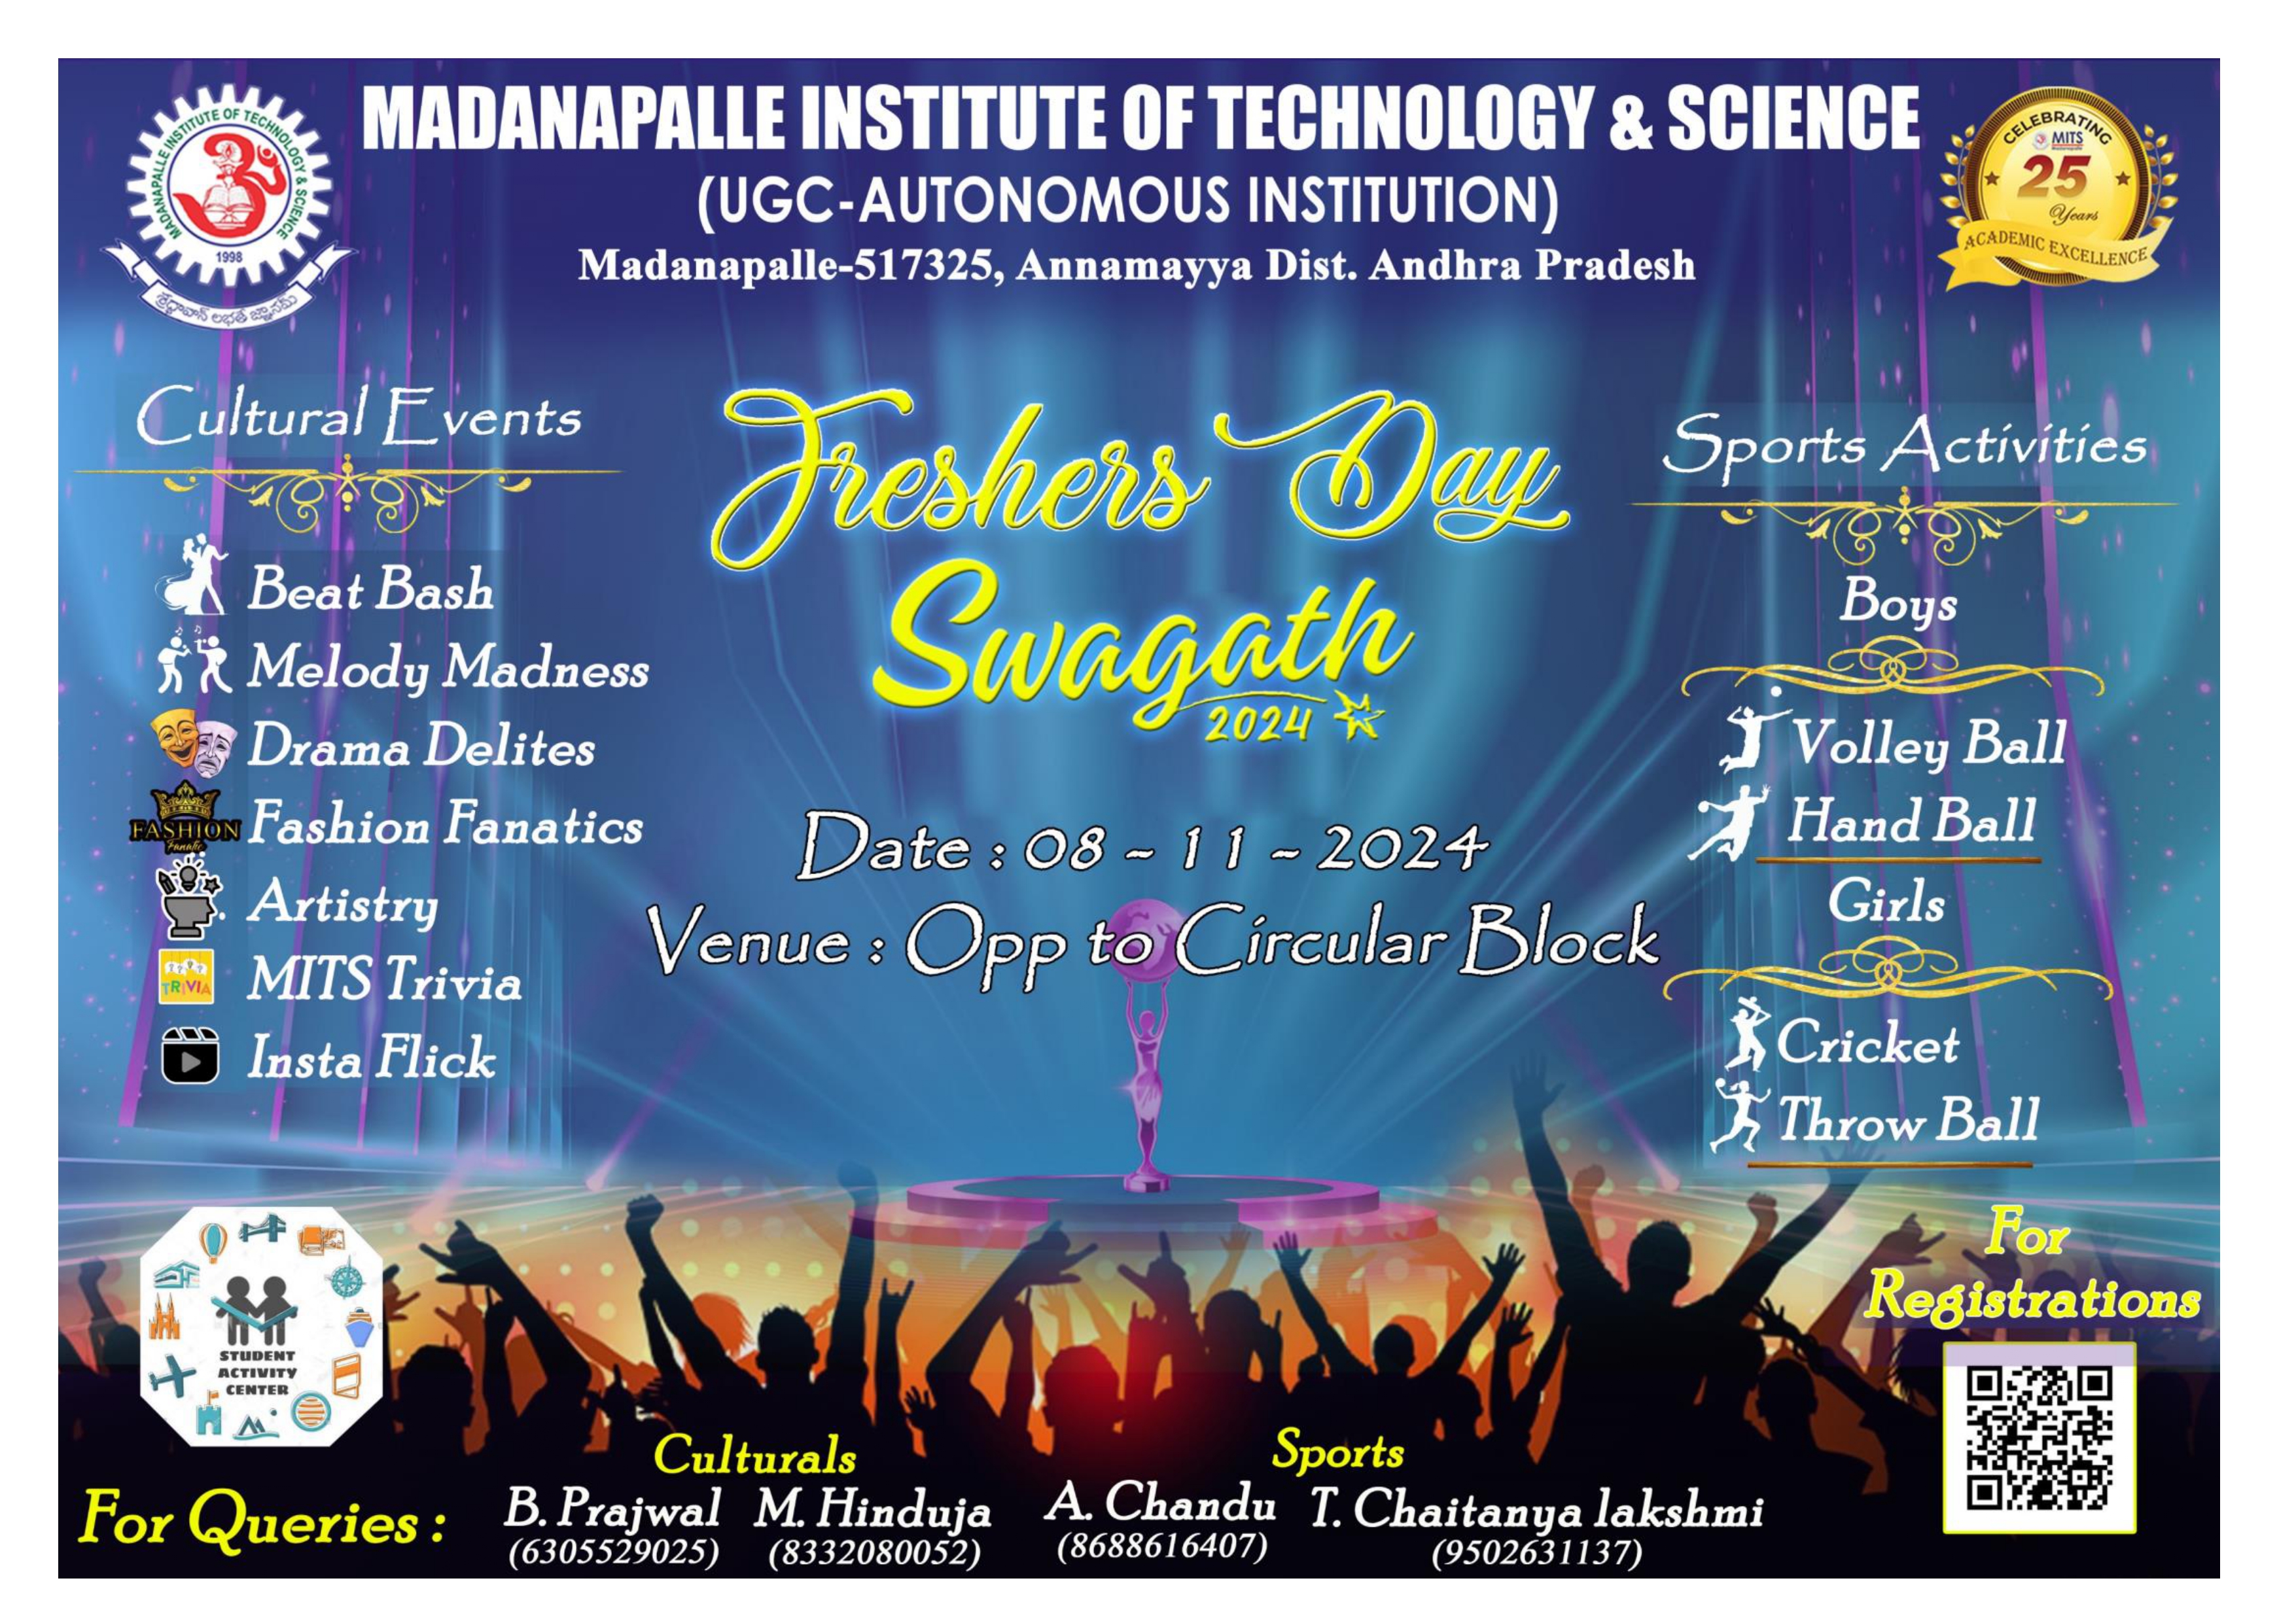 MADANAPALLE INSTITUTE OF TECHNOLOGY & SCIENCE
(UGC-AUTONOMOUS INSTITUTION)
Madanapalle-517325, Annamayya Dist. Andhra Pradesh
MADANAPALLE INSTITUTE OF TECHNOLOGY & SCIENCE
1998
CELEBRATING
MITS
25
Years
ACADEMIC EXCELLENCE
Cultural Events
Beat Bash
Melody Madness
Drama Delites
FASHION
Fanatic
Fashion Fanatics
Artistry
TRIVIA
MITS Trivia
Insta Flick
Freshers Day
Swagath
2024
Date : 08 - 11 - 2024
Venue : Opp to Circular Block
Sports Activities
Boys
Volley Ball
Hand Ball
Girls
Cricket
Throw Ball
For
Registrations
STUDENT
ACTIVITY
CENTER
For Queries :
Culturals
B. Prajwal M. Hinduja
(6305529025) (8332080052)
Sports
A. Chandu T. Chaitanya lakshmi
(8688616407) (9502631137)